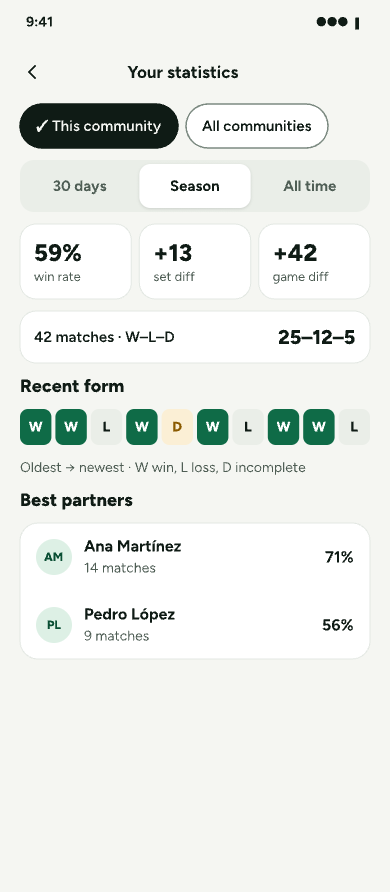 9:41
Your statistics
✓ This community
All communities
30 days
Season
All time
59%
win rate
+13
set diff
+42
game diff
42 matches · W–L–D
25–12–5
Recent form
W W L W D W L W W L
Oldest → newest · W win, L loss, D incomplete
Best partners
AM
Ana Martínez
14 matches
71%
PL
Pedro López
9 matches
56%